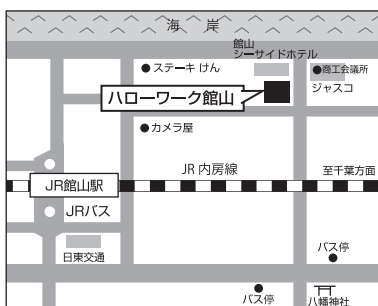 海岸
館山
シーサイドホテル
ステーキ けん
商工会議所
ジャスコ
ハローワーク館山
カメラ屋
JR 内房線
至千葉方面
JR館山駅
JRバス
日東交通
バス停
バス停
八幡神社